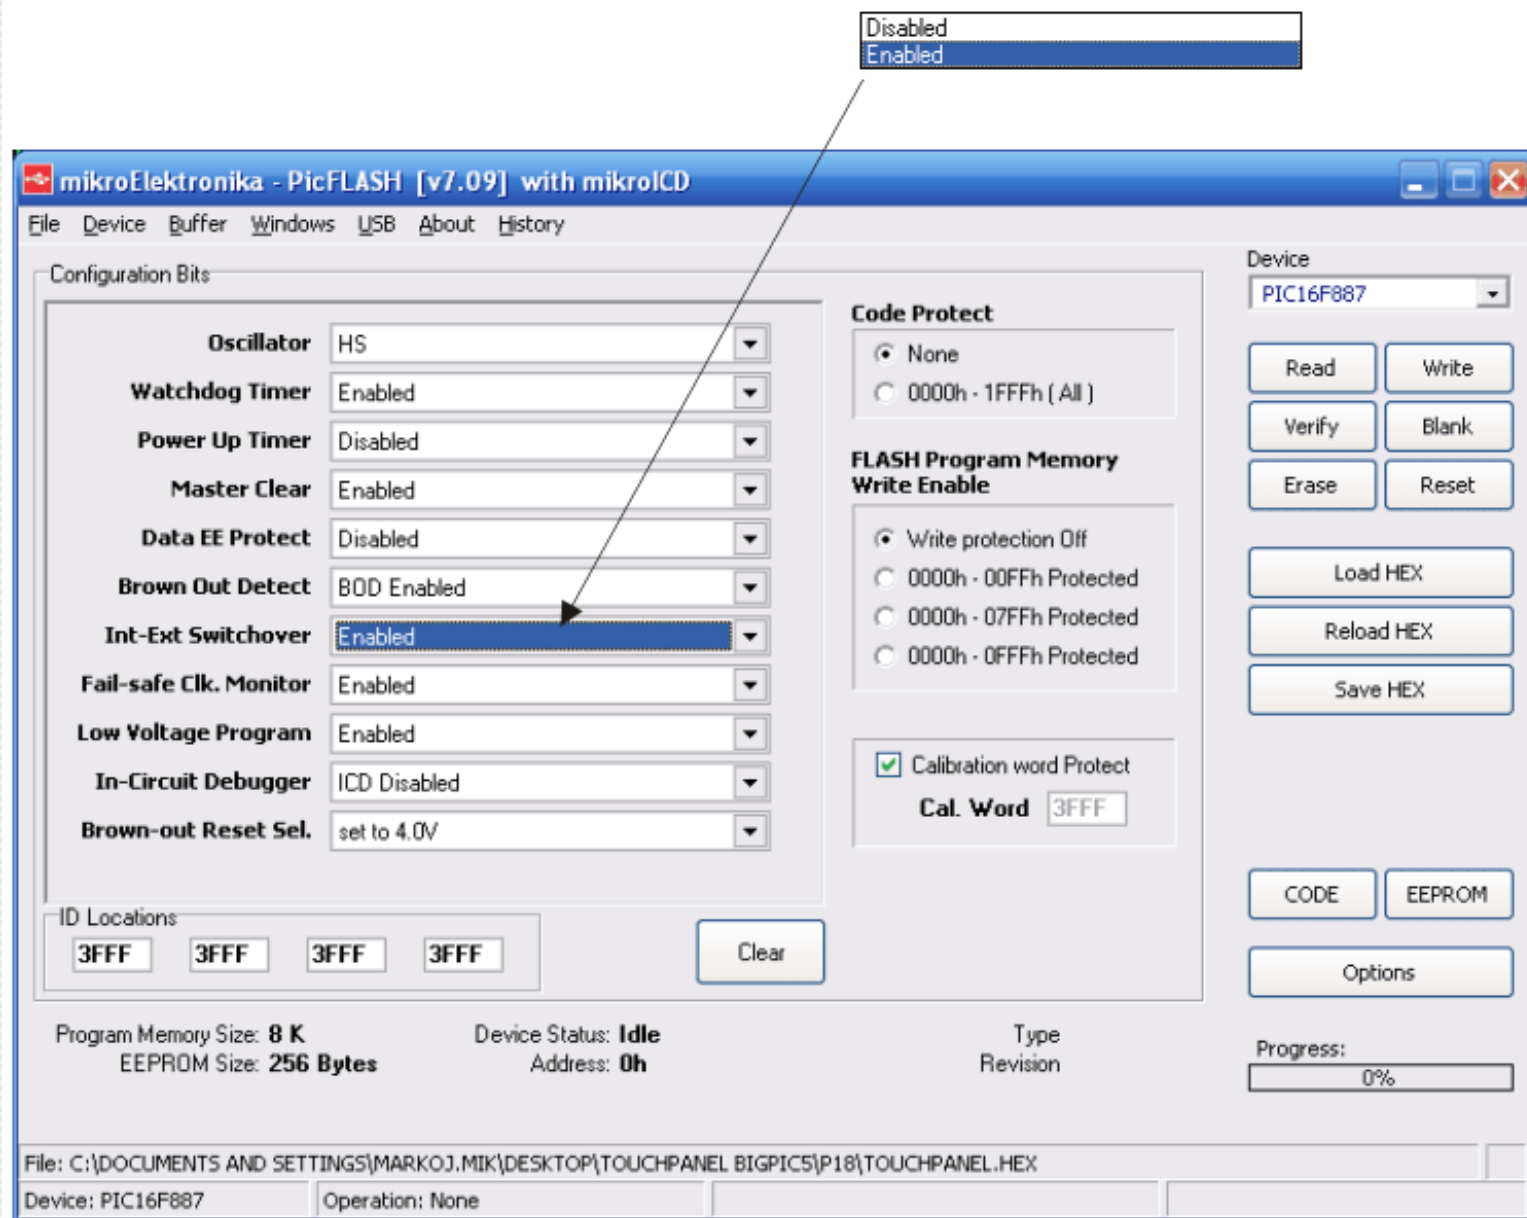 Disabled
Enabled
mikroElektronika - PicFLASH [v7.09] with mikroICD
File Device Buffer Windows USB About History
Configuration Bits
Oscillator HS
Watchdog Timer Enabled
Power Up Timer Disabled
Master Clear Enabled
Data EE Protect Disabled
Brown Out Detect BOD Enabled
Int-Ext Switchover Enabled
Fail-safe Clk. Monitor Enabled
Low Voltage Program Enabled
In-Circuit Debugger ICD Disabled
Brown-out Reset Sel. set to 4.0V
Code Protect
None
0000h - 1FFFh ( All )
FLASH Program Memory
Write Enable
Write protection Off
0000h - 00FFh Protected
0000h - 07FFh Protected
0000h - 0FFFh Protected
Calibration word Protect
Cal. Word 3FFF
ID Locations
3FFF 3FFF 3FFF 3FFF
Clear
Device
PIC16F887
Read Write
Verify Blank
Erase Reset
Load HEX
Reload HEX
Save HEX
CODE EEPROM
Options
Program Memory Size: 8 K Device Status: Idle Type
EEPROM Size: 256 Bytes Address: 0h Revision
Progress:
0%
File: C:\DOCUMENTS AND SETTINGS\MARKOJ.MIK\DESKTOP\TOUCHPANEL BIGPIC5\P18\TOUCHPANEL.HEX
Device: PIC16F887 Operation: None